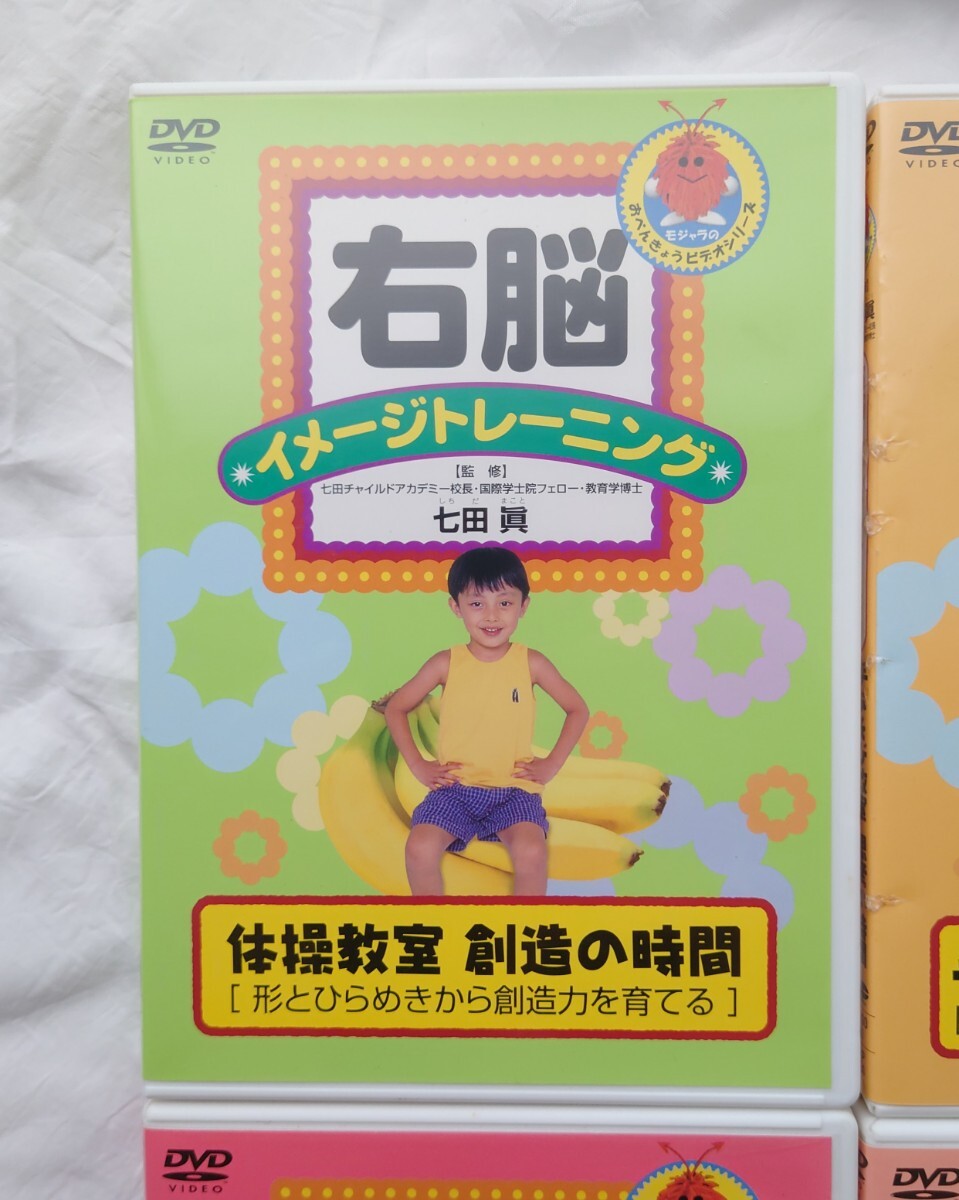 DVD
VIDEO
モジャラの
おべんきょうビデオシリーズ
右脳
イメージトレーニング
【監 修】
七田チャイルドアカデミー校長・国際学士院フェロー・教育学博士
しち だ まこと
七田 眞
体操教室 創造の時間
[ 形とひらめきから創造力を育てる ]
DVD
VIDEO
眞
DVD
VIDEO
DVD